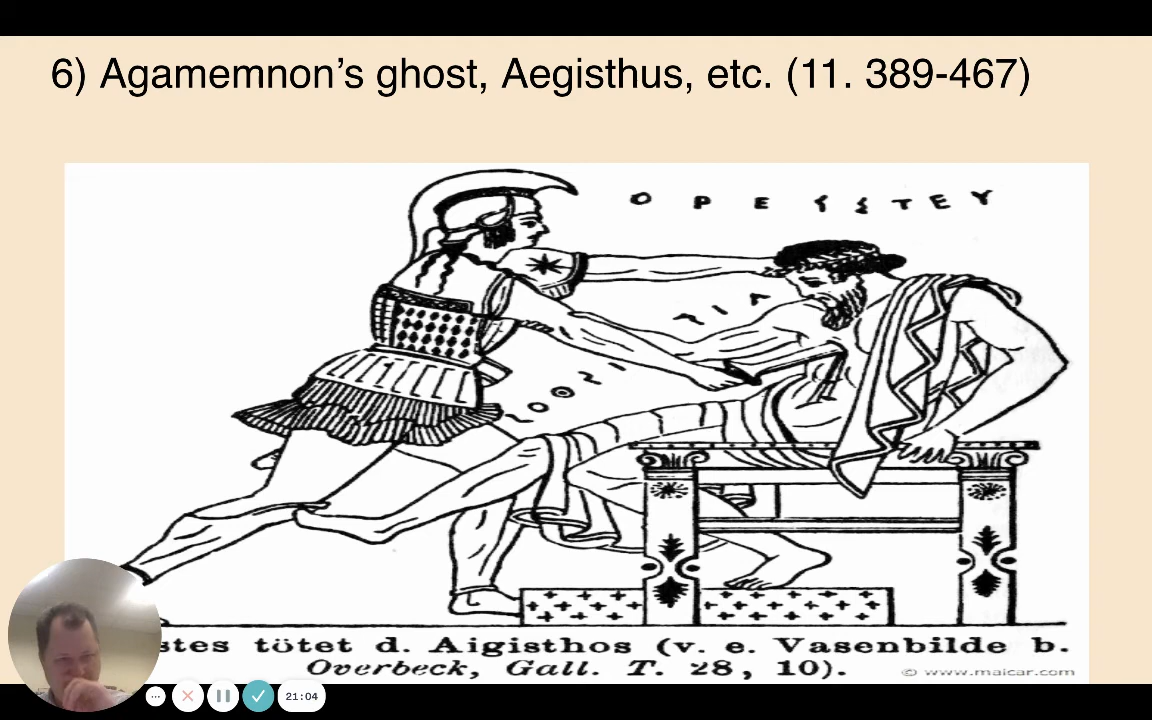 6) Agamemnon’s ghost, Aegisthus, etc. (11. 389-467)
stes tötet d. Aigisthos (v. e. Vasenbilde b.
Overbeck, Gall. T. 28, 10).
© www.maicar.com
21:04